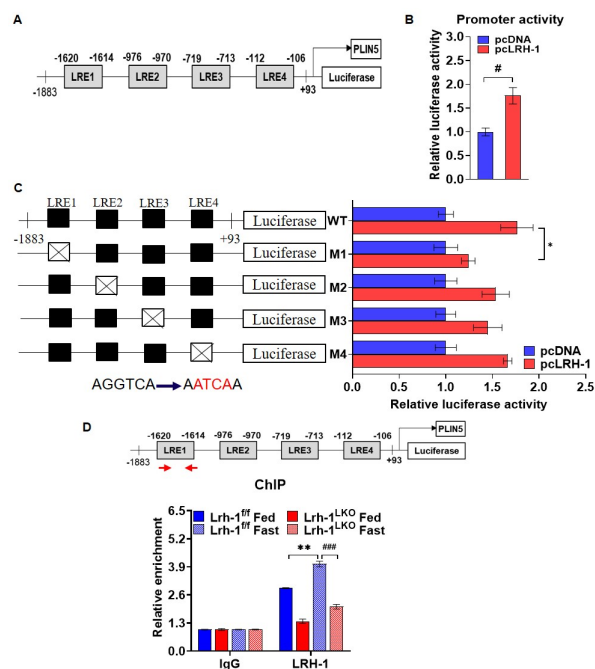 A
-1620 -1614 -976 -970 -719 -713 -112 -106
PLIN5
LRE1 LRE2 LRE3 LRE4 Luciferase
-1883 +93
B
Promoter activity
pcDNA
pcLRH-1
Relative luciferase activity
3.0
2.5
2.0
1.5
1.0
0.5
0.0
#
C
LRE1 LRE2 LRE3 LRE4
-1883 +93
Luciferase WT
Luciferase M1
Luciferase M2
Luciferase M3
Luciferase M4
*
AGGTCA AATCAA
pcDNA
pcLRH-1
0.0 0.5 1.0 1.5 2.0 2.5
Relative luciferase activity
D
-1620 -1614 -976 -970 -719 -713 -112 -106
PLIN5
LRE1 LRE2 LRE3 LRE4 Luciferase
-1883 +93
ChIP
Lrh-1f/f Fed Lrh-1LKO Fed
Lrh-1f/f Fast Lrh-1LKO Fast
Relative enrichment
6.5
5.2
3.9
2.6
1.3
0.0
** ###
IgG LRH-1